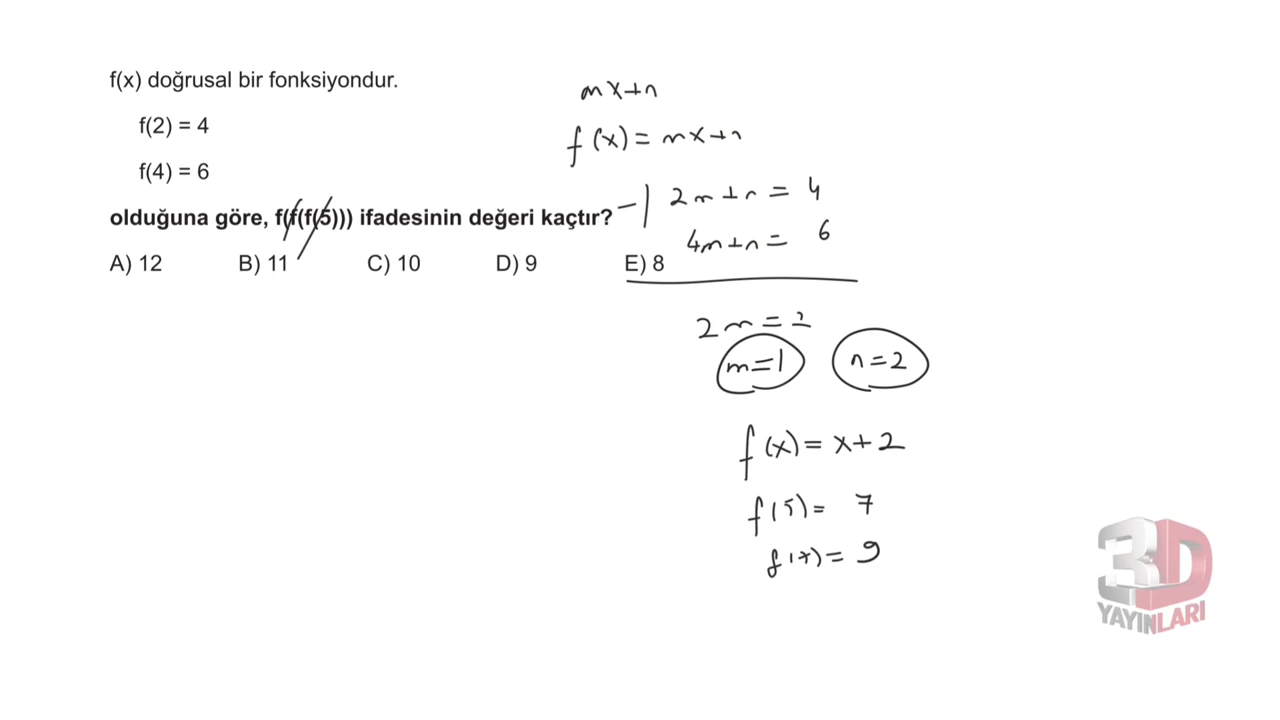 f(x) doğrusal bir fonksiyondur.
f(2) = 4
f(4) = 6
olduğuna göre, f(f(f(5))) ifadesinin değeri kaçtır?
A) 12 B) 11 C) 10 D) 9 E) 8
mx+n
f(x) = mx+n
-| 2m+n = 4
4m+n = 6
2m = 2
m=1 n=2
f(x) = x+2
f(5) = 7
f(7) = 9
3D
YAYINLARI